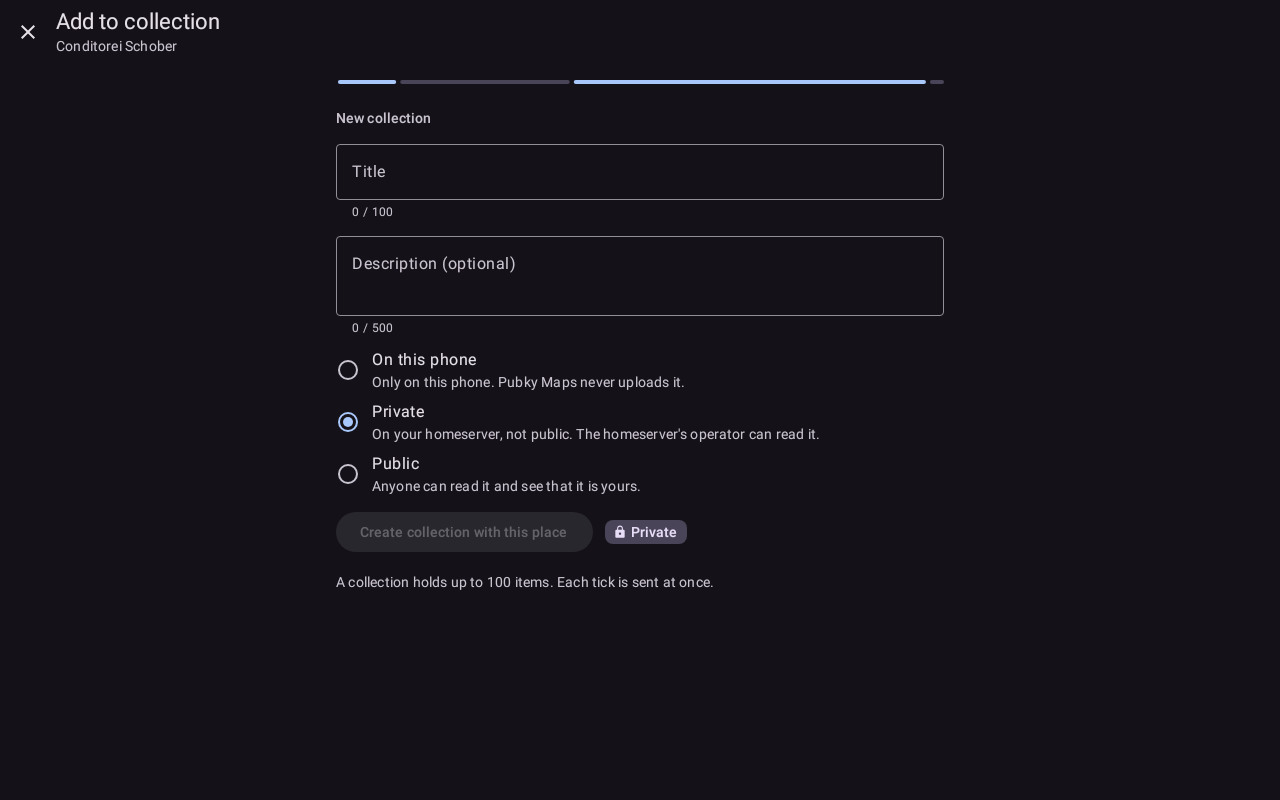 Add to collection
Conditorei Schober
New collection
Title
0 / 100
Description (optional)
0 / 500
On this phone
Only on this phone. Pubky Maps never uploads it.
Private
On your homeserver, not public. The homeserver's operator can read it.
Public
Anyone can read it and see that it is yours.
Create collection with this place
Private
A collection holds up to 100 items. Each tick is sent at once.